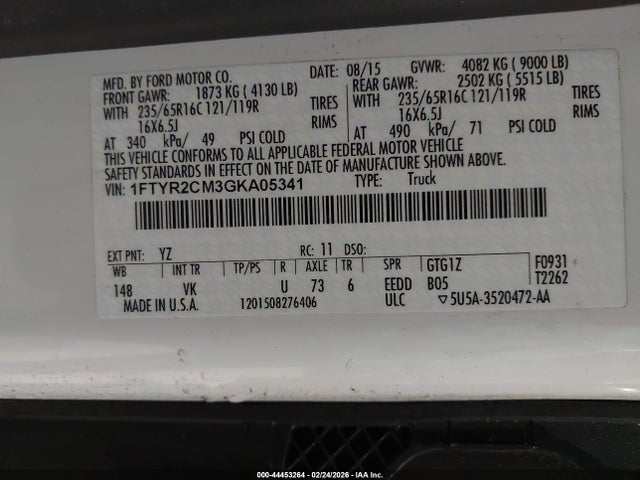 MFD. BY FORD MOTOR CO. DATE: 08/15 GVWR: 4082 KG ( 9000 LB)
FRONT GAWR: 1873 KG ( 4130 LB) REAR GAWR: 2502 KG ( 5515 LB)
WITH 235/65R16C 121/119R TIRES WITH 235/65R16C 121/119R TIRES
16X6.5J RIMS 16X6.5J RIMS
AT 340 kPa/ 49 PSI COLD AT 490 kPa/ 71 PSI COLD
THIS VEHICLE CONFORMS TO ALL APPLICABLE FEDERAL MOTOR VEHICLE
SAFETY STANDARDS IN EFFECT ON THE DATE OF MANUFACTURE SHOWN ABOVE.
VIN: 1FTYR2CM3GKA05341 TYPE: Truck
EXT PNT: YZ RC: 11 DSO: F0931
WB INT TR TP/PS R AXLE TR SPR GTG1Z T2262
148 VK U 73 6 EEDD B05
MADE IN U.S.A. 1201508276406 ULC ▽5U5A-3520472-AA
000-44453264 - 02/24/2026 - IAA Inc.